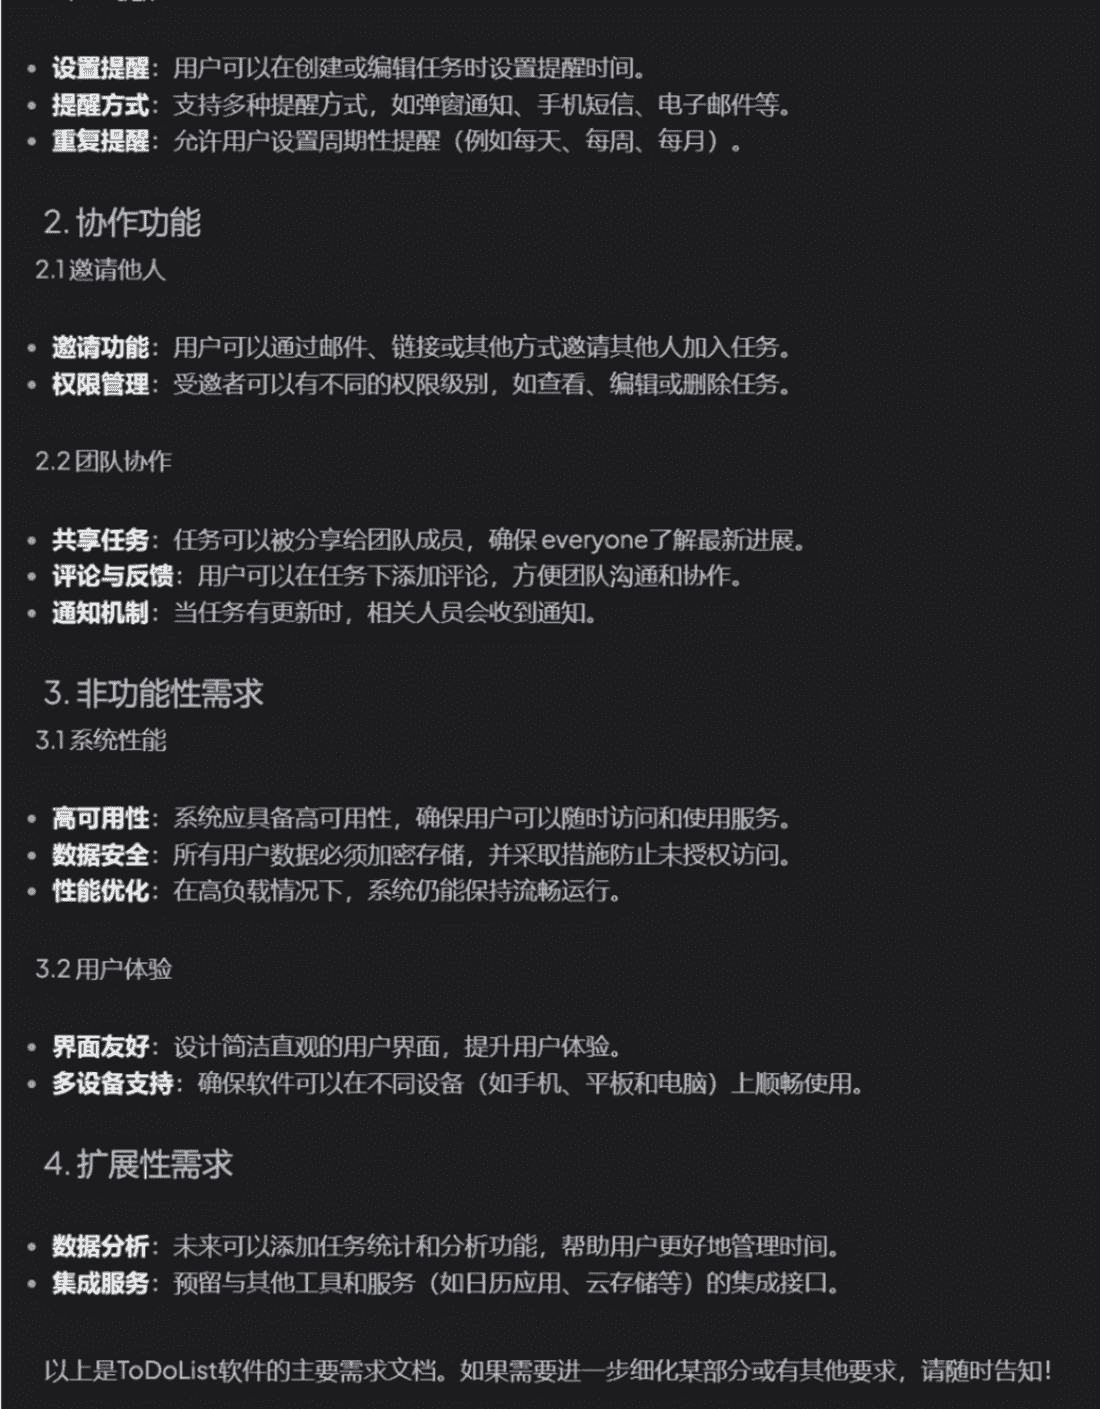 设置提醒：用户可以在创建或编辑任务时设置提醒时间。
提醒方式：支持多种提醒方式，如弹窗通知、手机短信、电子邮件等。
重复提醒：允许用户设置周期性提醒（例如每天、每周、每月）。
2. 协作功能
2.1 邀请他人
邀请功能：用户可以通过邮件、链接或其他方式邀请其他人加入任务。
权限管理：受邀者可以有不同的权限级别，如查看、编辑或删除任务。
2.2 团队协作
共享任务：任务可以被分享给团队成员，确保 everyone了解最新进展。
评论与反馈：用户可以在任务下添加评论，方便团队沟通和协作。
通知机制：当任务有更新时，相关人员会收到通知。
3. 非功能性需求
3.1 系统性能
高可用性：系统应具备高可用性，确保用户可以随时访问和使用服务。
数据安全：所有用户数据必须加密存储，并采取措施防止未授权访问。
性能优化：在高负载情况下，系统仍能保持流畅运行。
3.2 用户体验
界面友好：设计简洁直观的用户界面，提升用户体验。
多设备支持：确保软件可以在不同设备（如手机、平板和电脑）上顺畅使用。
4. 扩展性需求
数据分析：未来可以添加任务统计和分析功能，帮助用户更好地管理时间。
集成服务：预留与其他工具和服务（如日历应用、云存储等）的集成接口。
以上是ToDoList软件的主要需求文档。如果需要进一步细化某部分或有其他要求，请随时告知！